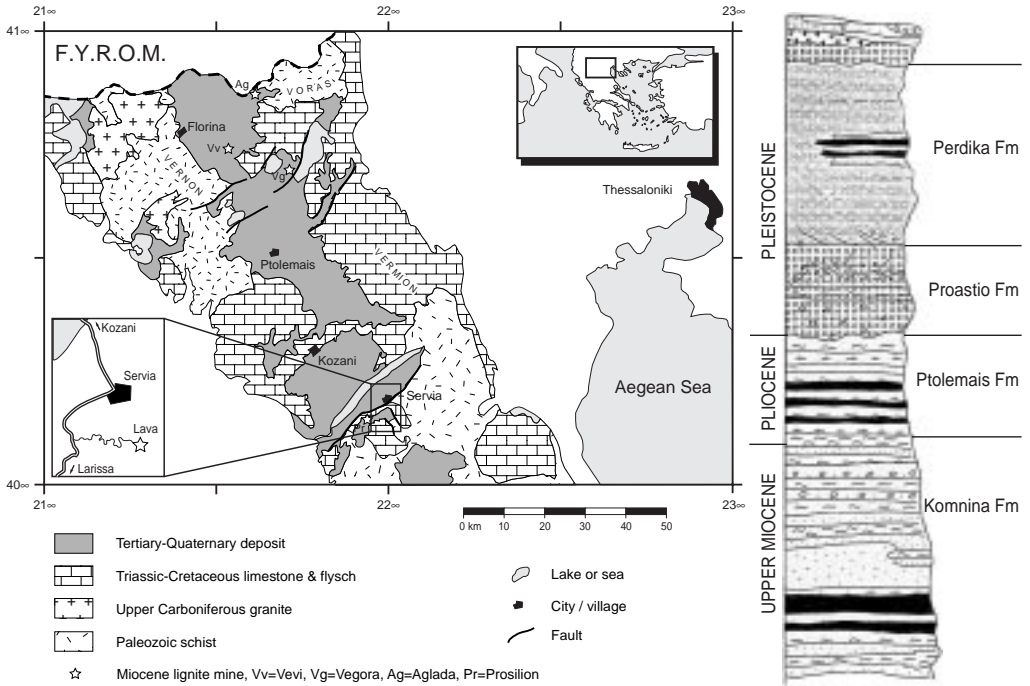 21∞
22∞
23∞
41∞
F.Y.R.O.M.
Ag
VORAS
Florina
Vv
Vg
VERNON
Thessaloniki
Ptolemais
VERMION
Kozani
Servia
Lava
Larissa
Kozani
Servia
Pr
Aegean Sea
40∞
21∞
22∞
23∞
0 km 10 20 30 40 50
Tertiary-Quaternary deposit
Triassic-Cretaceous limestone & flysch
Upper Carboniferous granite
Paleozoic schist
Miocene lignite mine, Vv=Vevi, Vg=Vegora, Ag=Aglada, Pr=Prosilion
Lake or sea
City / village
Fault
PLEISTOCENE
PLIOCENE
UPPER MIOCENE
Perdika Fm
Proastio Fm
Ptolemais Fm
Komnina Fm